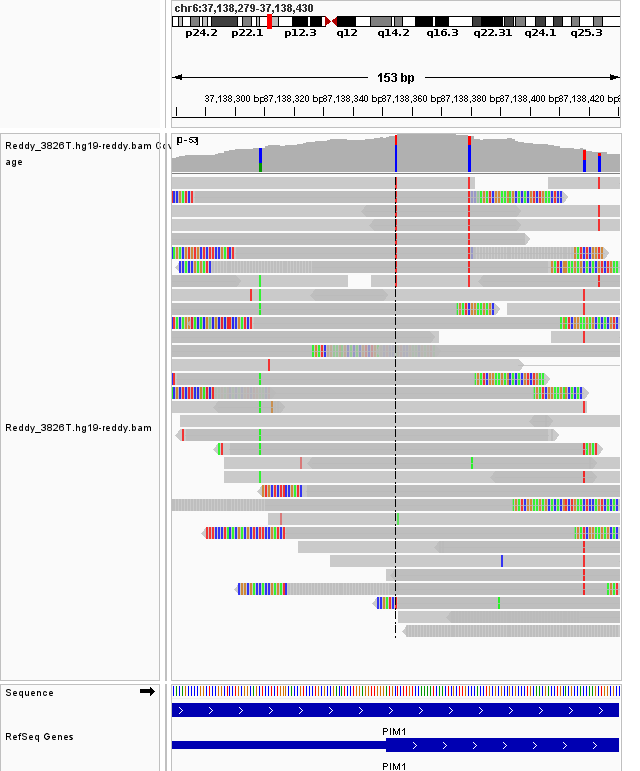 chr6:37,138,279-37,138,430
p24.2 p22.1 p12.3 q12 q14.2 q16.3 q22.31 q24.1 q25.3
153 bp
37,138,300 bp 37,138,320 37,138,340 bp 37,138,360 bp 37,138,380 bp 37,138,400 bp 37,138,420 b
Reddy_3826T.hg19-reddy.bam Cov
age
[0 - 53]
Reddy_3826T.hg19-reddy.bam
Sequence
PIM1
RefSeq Genes
PIM1